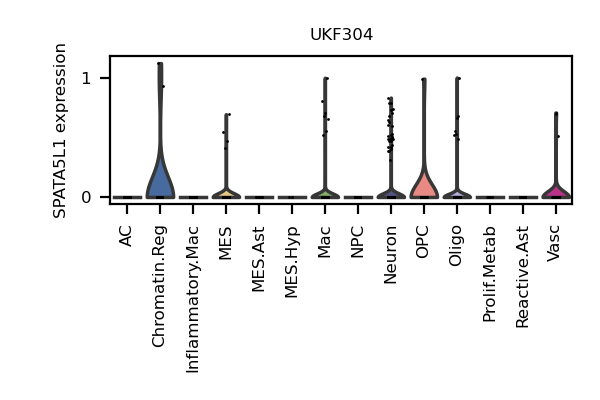 UKF304
SPATA5L1 expression
1
0
AC
Chromatin.Reg
Inflammatory.Mac
MES
MES.Ast
MES.Hyp
Mac
NPC
Neuron
OPC
Oligo
Prolif.Metab
Reactive.Ast
Vasc